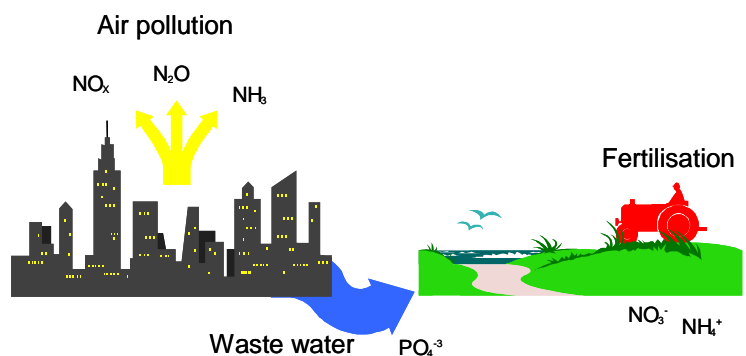 Air pollution
N₂O
NOₓ
NH₃
Fertilisation
NO₃⁻
NH₄⁺
Waste water
PO₄⁻³